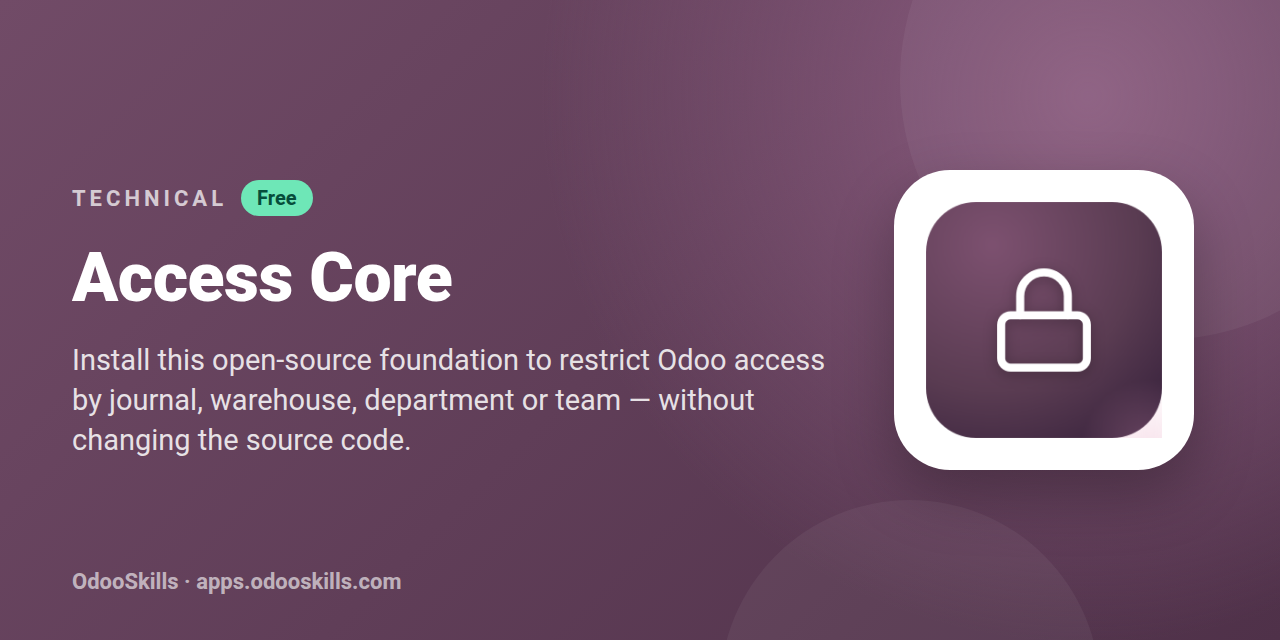 TECHNICAL Free
Access Core
Install this open-source foundation to restrict Odoo access
by journal, warehouse, department or team — without
changing the source code.
OdooSkills · apps.odooskills.com